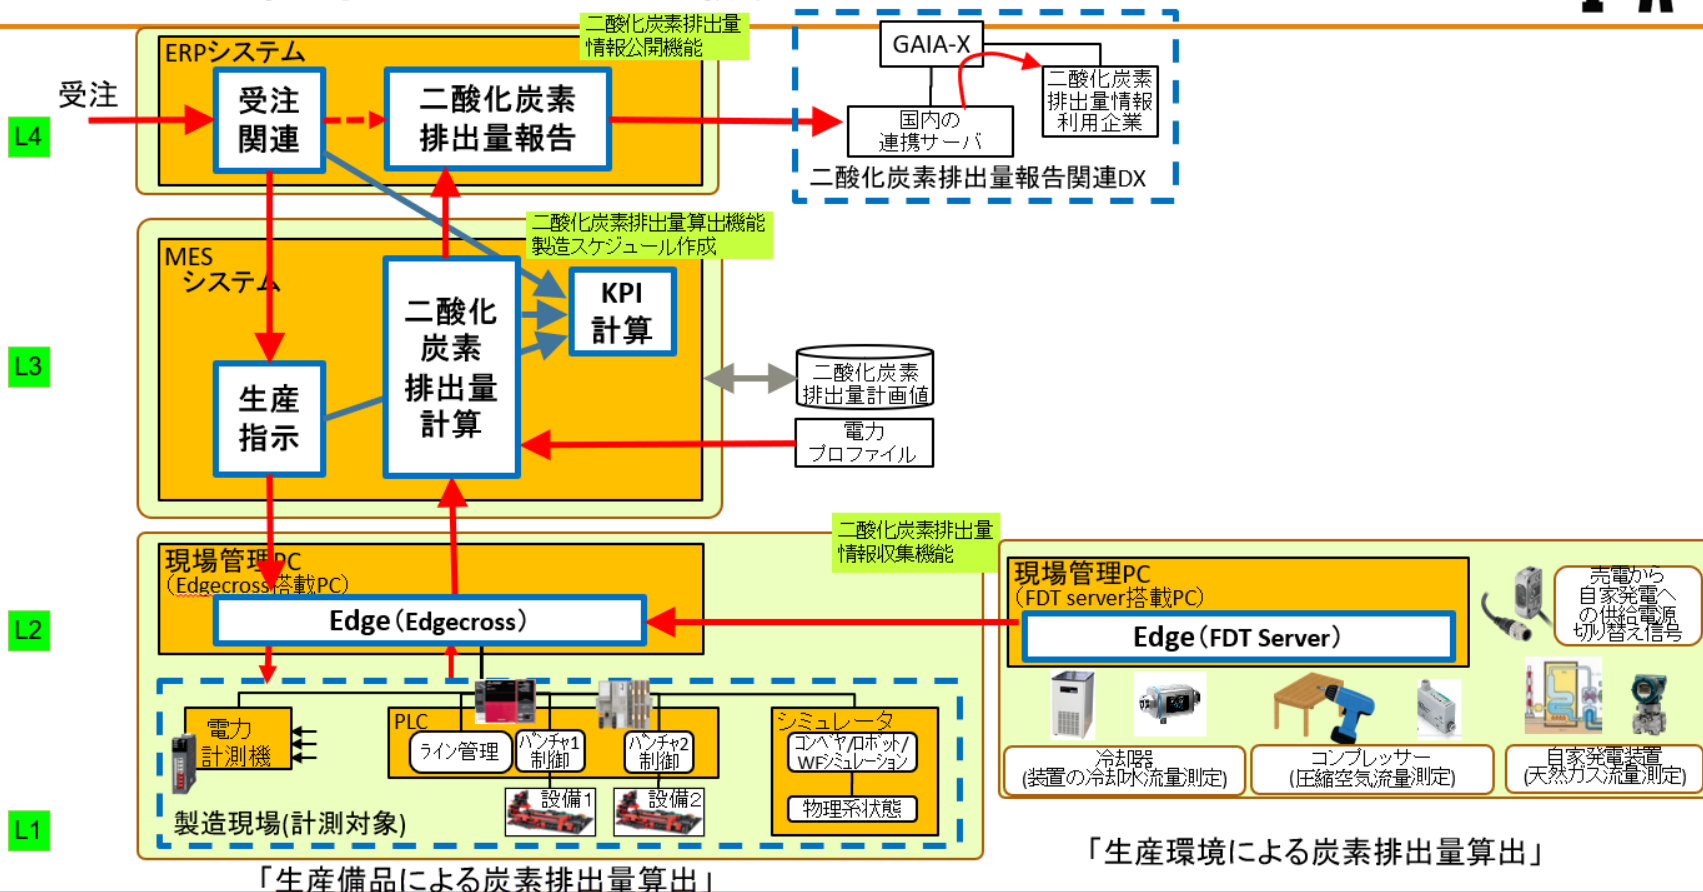 二酸化炭素排出量
情報公開機能
ERPシステム
GAIA-X
受注
受注
関連
二酸化炭素
排出量報告
二酸化炭素
排出量情報
利用企業
国内の
連携サーバ
L4
二酸化炭素排出量報告関連DX
二酸化炭素排出量算出機能
製造スケジュール作成
MES
システム
KPI
計算
二酸化
炭素
排出量
計算
L3
二酸化炭素
排出量計画値
生産
指示
電力
プロファイル
二酸化炭素排出量
情報収集機能
現場管理PC
(Edgecross搭載PC)
Edge(Edgecross)
現場管理PC
(FDT server搭載PC)
Edge(FDT Server)
売電から
自家発電へ
の供給電源
切り替え信号
L2
電力
計測機
PLC
ライン管理
パンチャ1
制御
パンチャ2
制御
シミュレータ
コンベヤ/ロボット/
WFシミュレーション
物理系状態
設備1
設備2
冷却器
(装置の冷却水流量測定)
コンプレッサー
(圧縮空気流量測定)
自家発電装置
(天然ガス流量測定)
L1
製造現場(計測対象)
「生産備品による炭素排出量算出」
「生産環境による炭素排出量算出」